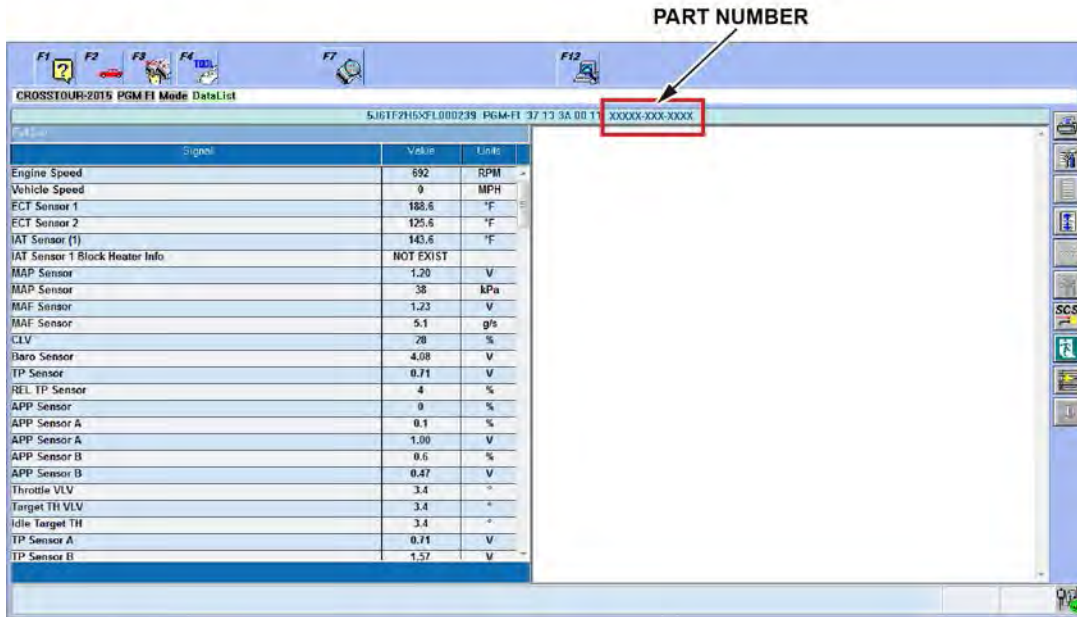 PART NUMBER
F1 F2 F3 F4 TOOL F7 F12
CROSSTOUR-2015 PGM-FI Mode DataList
5J6TF2H5XFL000239 PGM-FI 37 13 3A 00 11 XXXXX-XXX-XXXX
Signal Value Units
Engine Speed 692 RPM
Vehicle Speed 0 MPH
ECT Sensor 1 188.6 °F
ECT Sensor 2 125.6 °F
IAT Sensor (1) 143.6 °F
IAT Sensor 1 Block Heater Info NOT EXIST
MAP Sensor 1.20 V
MAP Sensor 38 kPa
MAF Sensor 1.23 V
MAF Sensor 5.1 g/s
CLV 28 %
Baro Sensor 4.08 V
TP Sensor 0.71 V
REL TP Sensor 4 %
APP Sensor 0 %
APP Sensor A 0.1 %
APP Sensor A 1.00 V
APP Sensor B 0.6 %
APP Sensor B 0.47 V
Throttle VLV 3.4 °
Target TH VLV 3.4 °
Idle Target TH 3.4 °
TP Sensor A 0.71 V
TP Sensor B 1.57 V
SCS